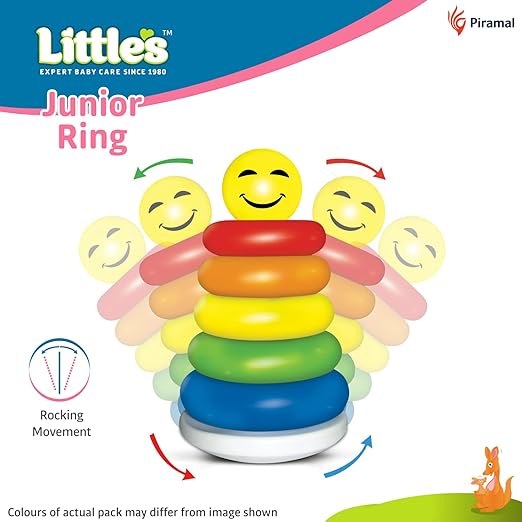 Little's™
EXPERT BABY CARE SINCE 1980
Piramal
Junior
Ring
Rocking
Movement
Colours of actual pack may differ from image shown